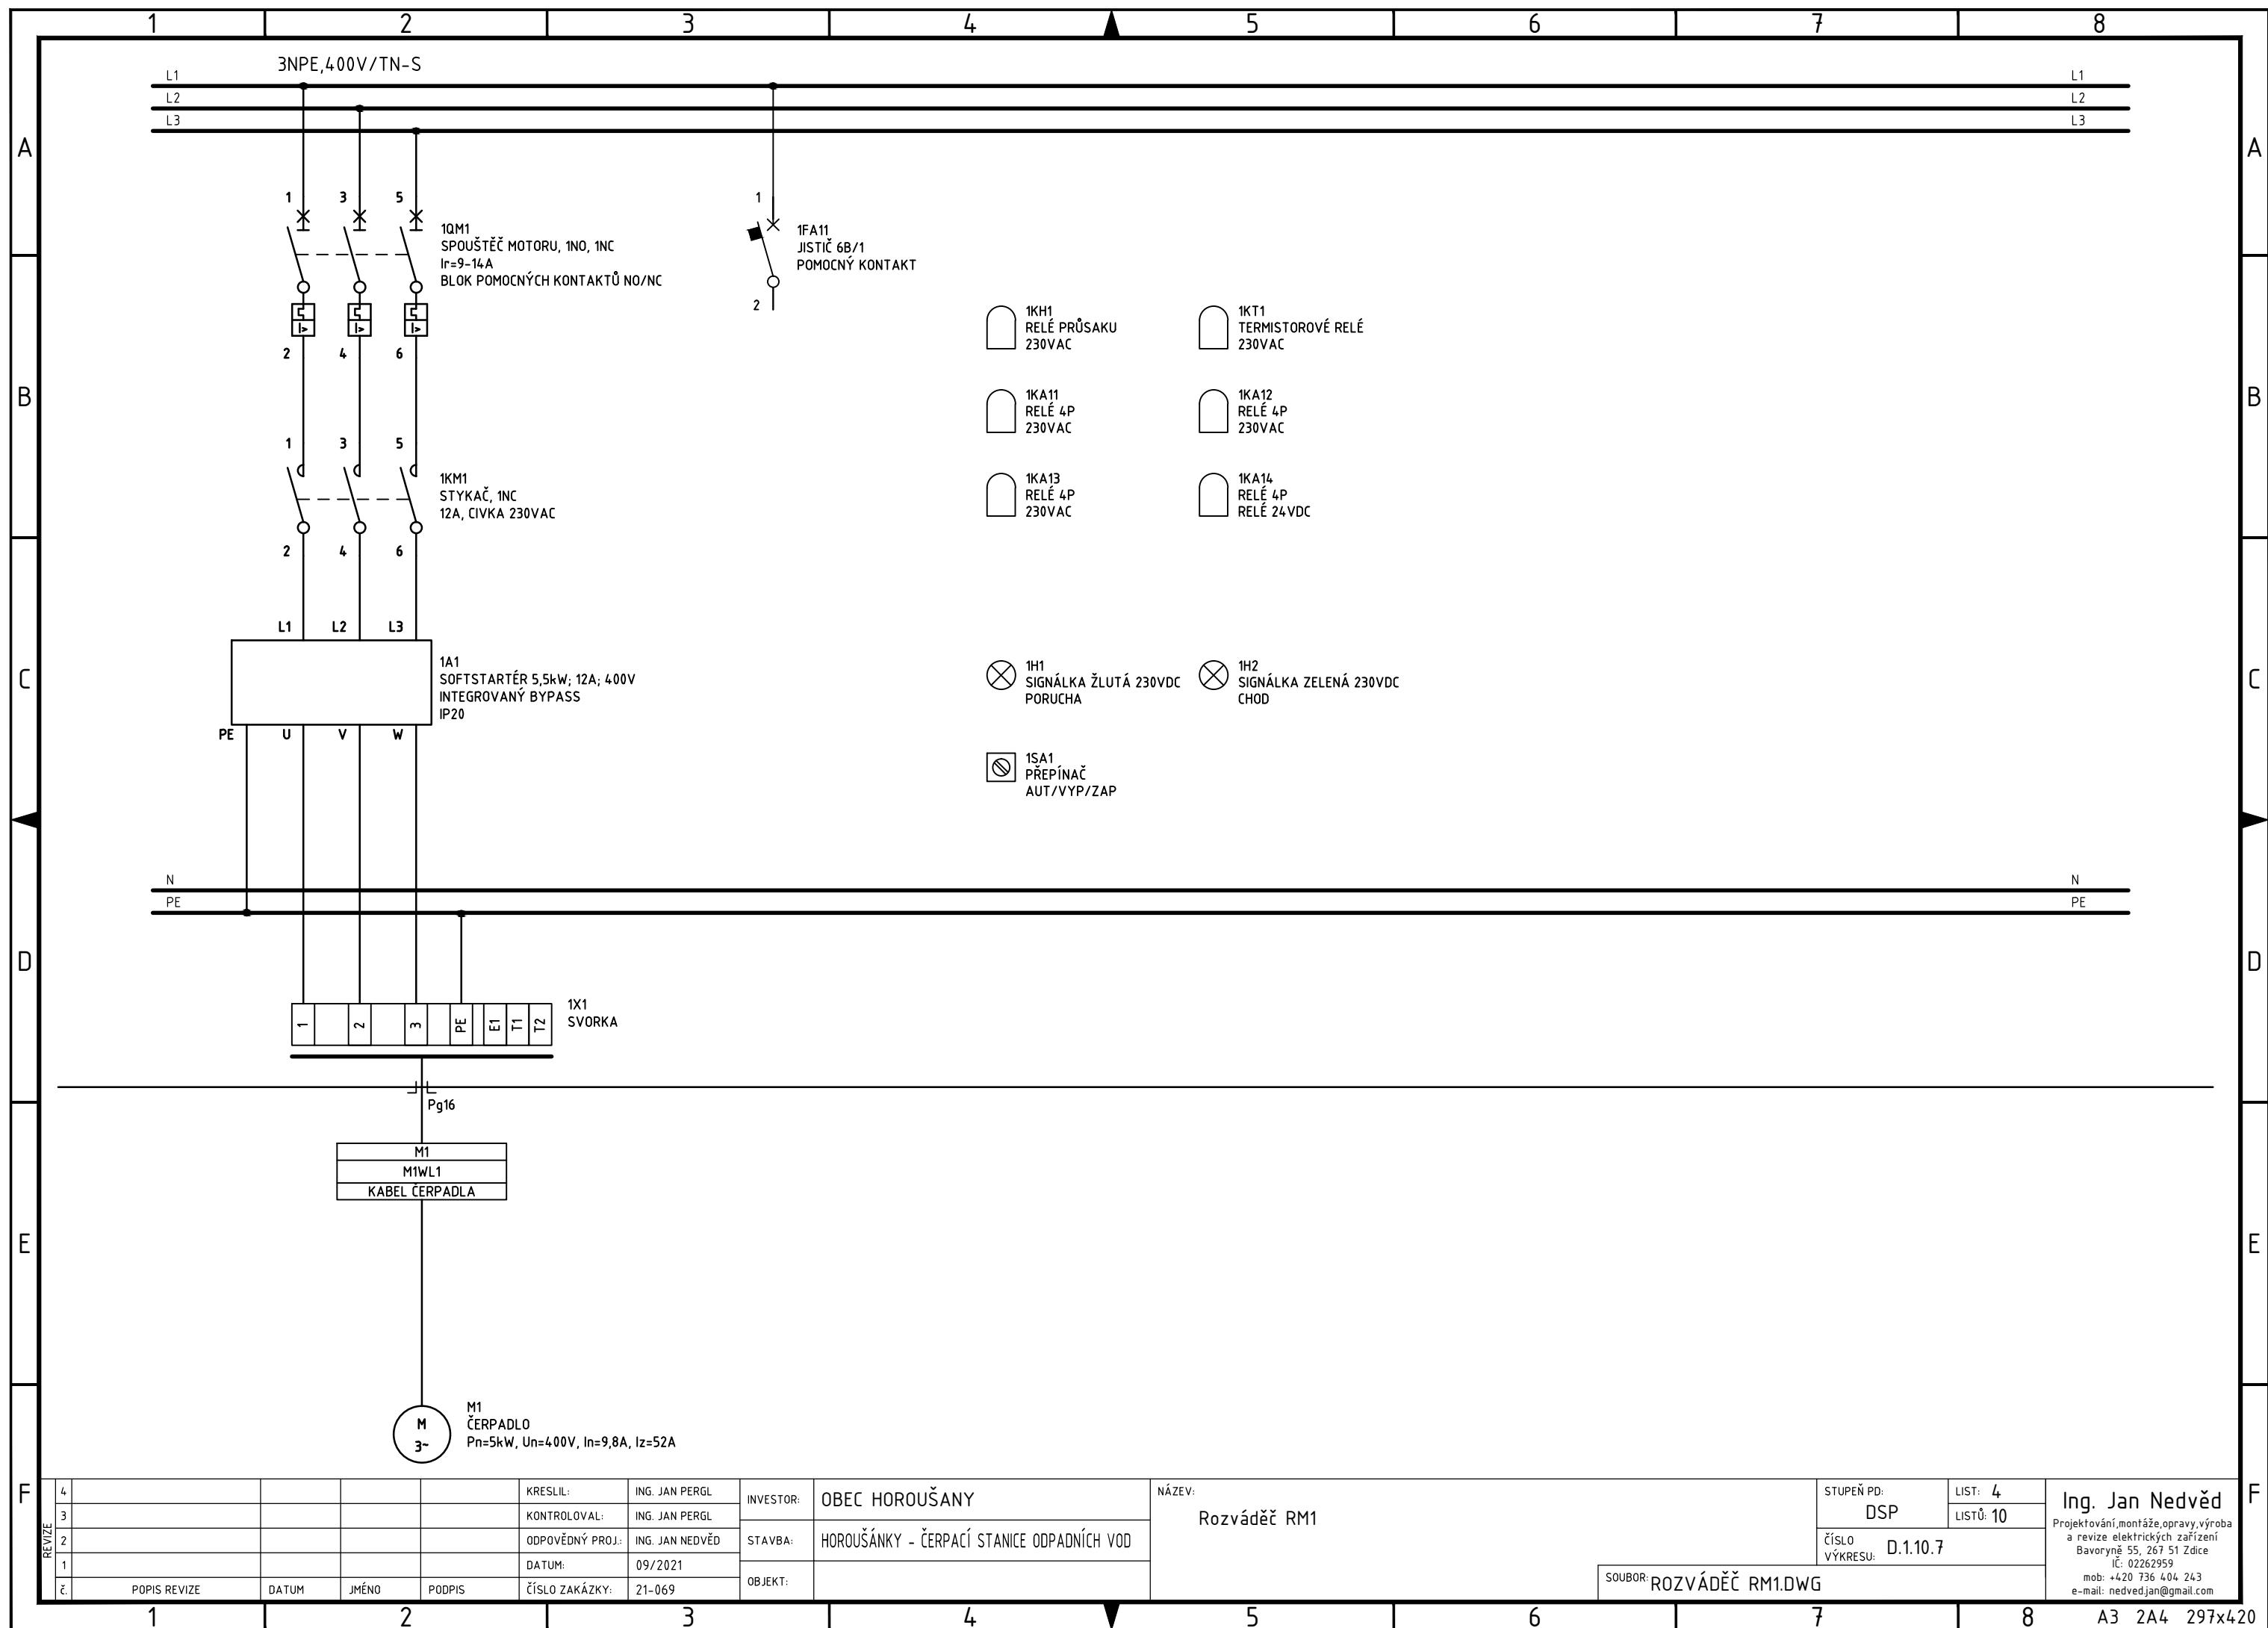 1 2 3 4 5 6 7 8
A
B
C
D
E
F
A
B
C
D
E
F
3NPE,400V/TN-S
L1
L2
L3
L1
L2
L3
1 3 5
1QM1
SPOUŠTĚČ MOTORU, 1NO, 1NC
Ir=9-14A
BLOK POMOCNÝCH KONTAKTŮ NO/NC
I> I> I>
2 4 6
1
1FA11
JISTIČ 6B/1
POMOCNÝ KONTAKT
2
1KH1
RELÉ PRŮSAKU
230VAC
1KT1
TERMISTOROVÉ RELÉ
230VAC
1KA11
RELÉ 4P
230VAC
1KA12
RELÉ 4P
230VAC
1KA13
RELÉ 4P
230VAC
1KA14
RELÉ 4P
RELÉ 24VDC
1 3 5
1KM1
STYKAČ, 1NC
12A, CIVKA 230VAC
2 4 6
L1 L2 L3
1A1
SOFTSTARTÉR 5,5kW; 12A; 400V
INTEGROVANÝ BYPASS
IP20
PE U V W
1H1
SIGNÁLKA ŽLUTÁ 230VDC
PORUCHA
1H2
SIGNÁLKA ZELENÁ 230VDC
CHOD
1SA1
PŘEPÍNAČ
AUT/VYP/ZAP
N
PE
N
PE
1 2 3 PE E1 T1 T2
1X1
SVORKA
Pg16
M1
M1WL1
KABEL ČERPADLA
M
3~
M1
ČERPADLO
Pn=5kW, Un=400V, In=9,8A, Iz=52A
REVIZE
4
3
2
1
č. POPIS REVIZE DATUM JMÉNO PODPIS
KRESLIL: ING. JAN PERGL
KONTROLOVAL: ING. JAN PERGL
ODPOVĚDNÝ PROJ.: ING. JAN NEDVĚD
DATUM: 09/2021
ČÍSLO ZAKÁZKY: 21-069
INVESTOR: OBEC HOROUŠANY
STAVBA: HOROUŠÁNKY - ČERPACÍ STANICE ODPADNÍCH VOD
OBJEKT:
NÁZEV:
Rozváděč RM1
SOUBOR: ROZVÁDĚČ RM1.DWG
STUPEŇ PD:
DSP
LIST: 4
LISTŮ: 10
ČÍSLO
VÝKRESU: D.1.10.7
Ing. Jan Nedvěd
Projektování,montáže,opravy,výroba
a revize elektrických zařízení
Bavoryně 55, 267 51 Zdice
IČ: 02262959
mob: +420 736 404 243
e-mail: nedved.jan@gmail.com
1 2 3 4 5 6 7 8
A3 2A4 297x420